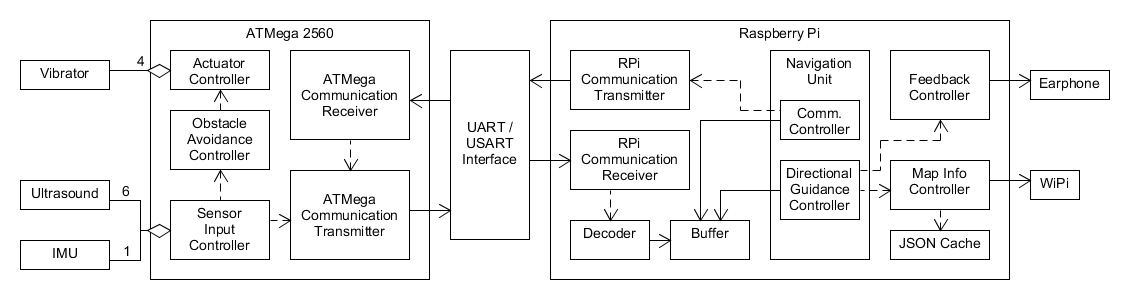 ATMega 2560
Raspberry Pi
Vibrator
4
Actuator
Controller
ATMega
Communication
Receiver
Obstacle
Avoidance
Controller
Ultrasound
6
IMU
1
Sensor
Input
Controller
ATMega
Communication
Transmitter
UART /
USART
Interface
RPi
Communication
Transmitter
RPi
Communication
Receiver
Decoder
Buffer
Navigation
Unit
Comm.
Controller
Directional
Guidance
Controller
Feedback
Controller
Map Info
Controller
JSON Cache
Earphone
WiPi